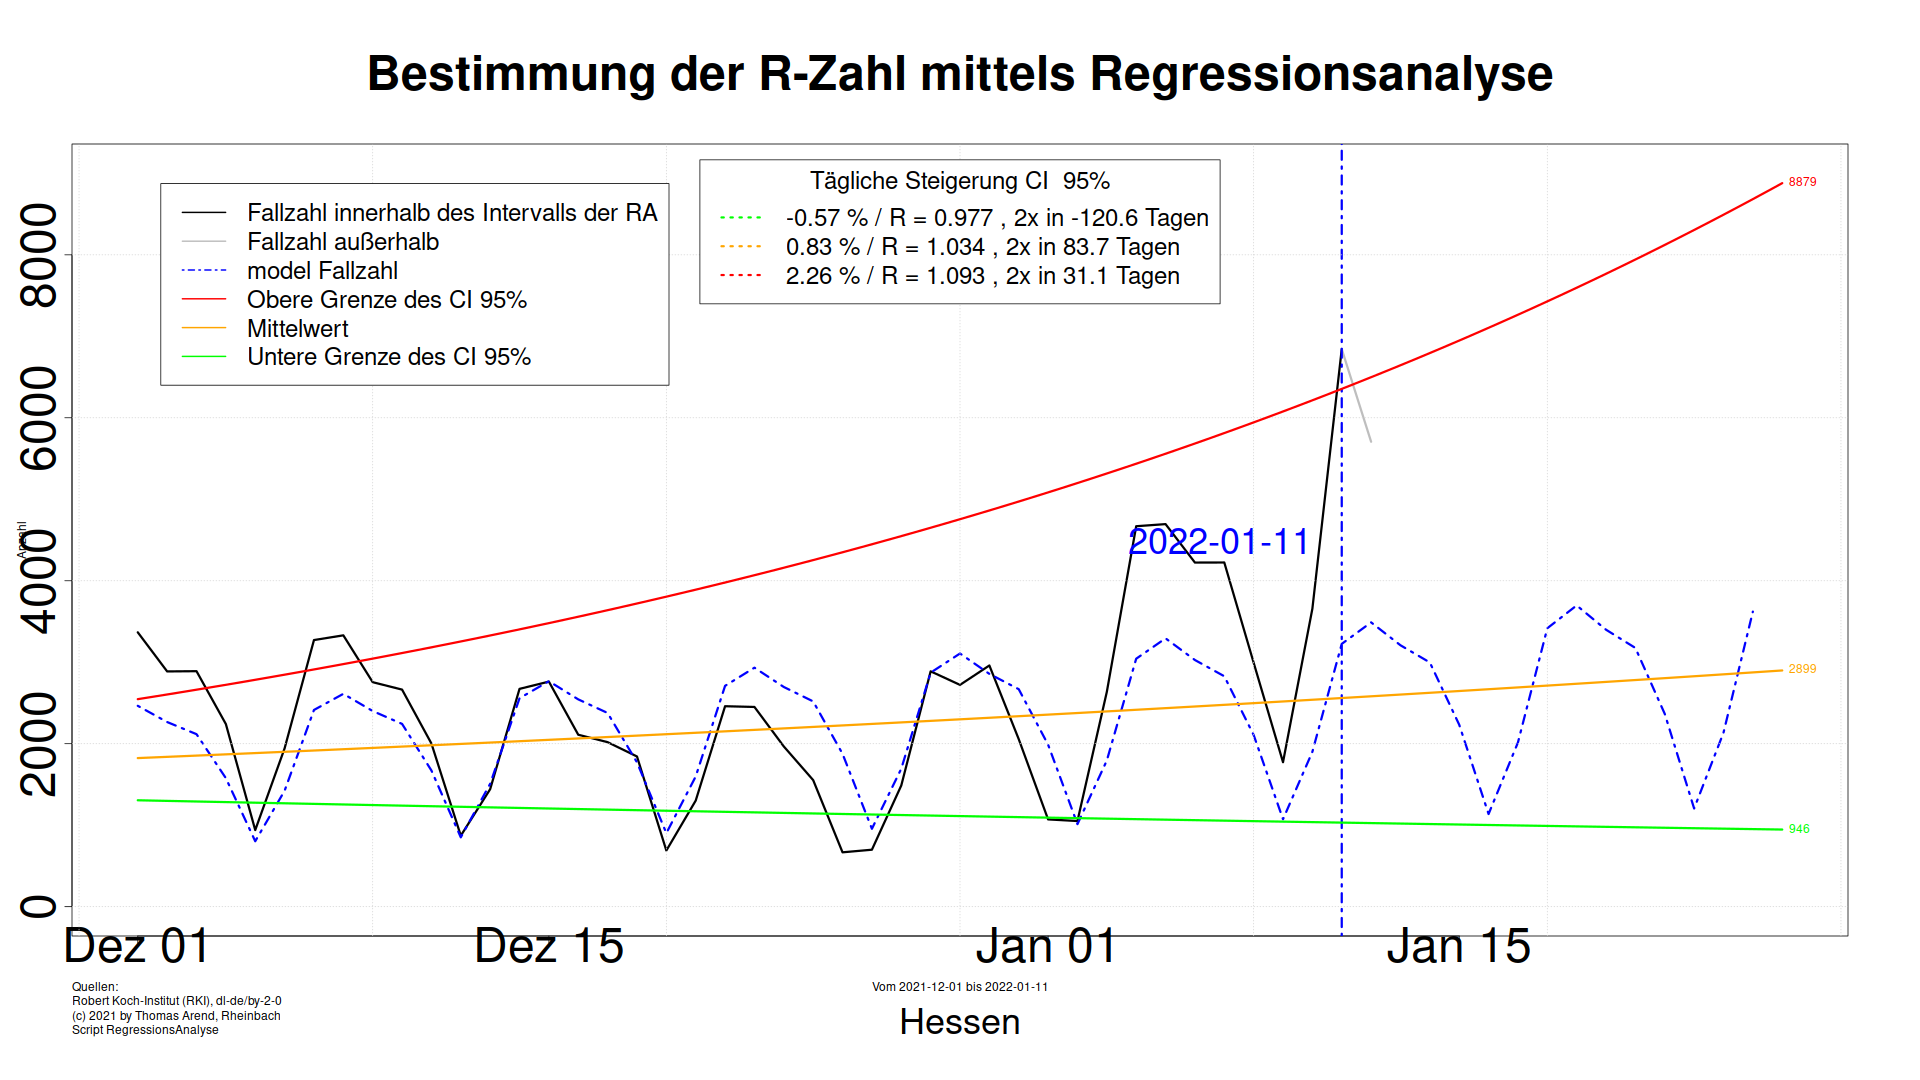 Bestimmung der R-Zahl mittels Regressionsanalyse
Fallzahl innerhalb des Intervalls der RA
Fallzahl außerhalb
model Fallzahl
Obere Grenze des CI 95%
Mittelwert
Untere Grenze des CI 95%
Tägliche Steigerung CI  95%
-0.57 % / R = 0.977 , 2x in -120.6 Tagen
0.83 % / R = 1.034 , 2x in 83.7 Tagen
2.26 % / R = 1.093 , 2x in 31.1 Tagen
8879
2899
946
2022-01-11
8000
6000
4000
2000
0
Anzahl
Dez 01
Dez 15
Jan 01
Jan 15
Quellen:
Robert Koch-Institut (RKI), dl-de/by-2-0
(c) 2021 by Thomas Arend, Rheinbach
Script RegressionsAnalyse
Vom 2021-12-01 bis 2022-01-11
Hessen